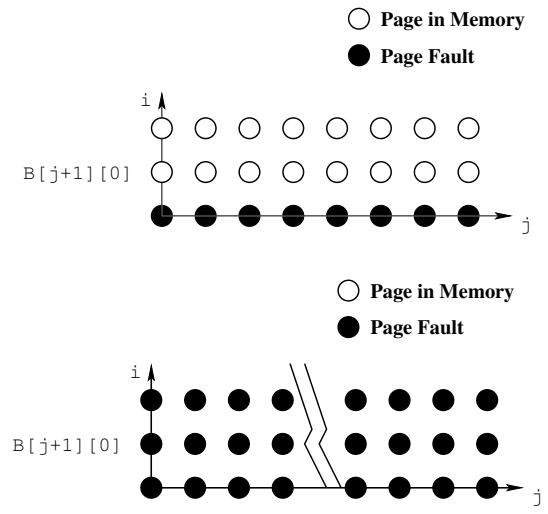 Page in Memory
Page Fault
i
B[j+1][0]
j
Page in Memory
Page Fault
i
B[j+1][0]
j